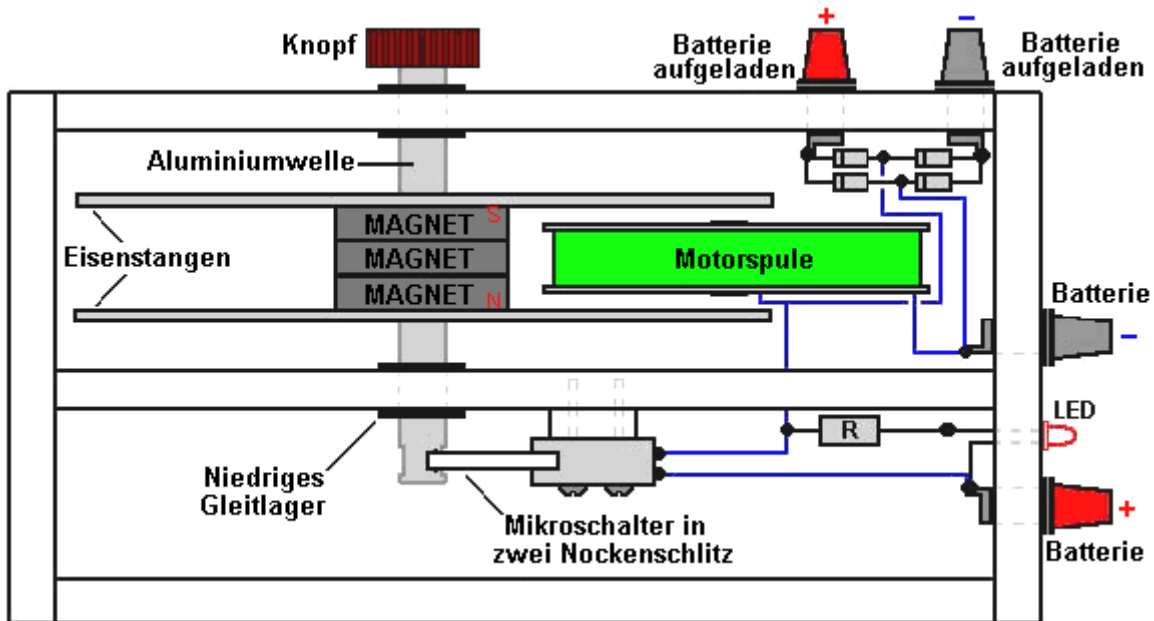 Knopf
+
-
Batterie
aufgeladen
Batterie
aufgeladen
Aluminiumwelle
Eisenstangen
MAGNET S
MAGNET
MAGNET N
Motorspule
Batterie
-
LED
R
Niedriges
Gleitlager
Mikroschalter in
zwei Nockenschlitz
+
Batterie